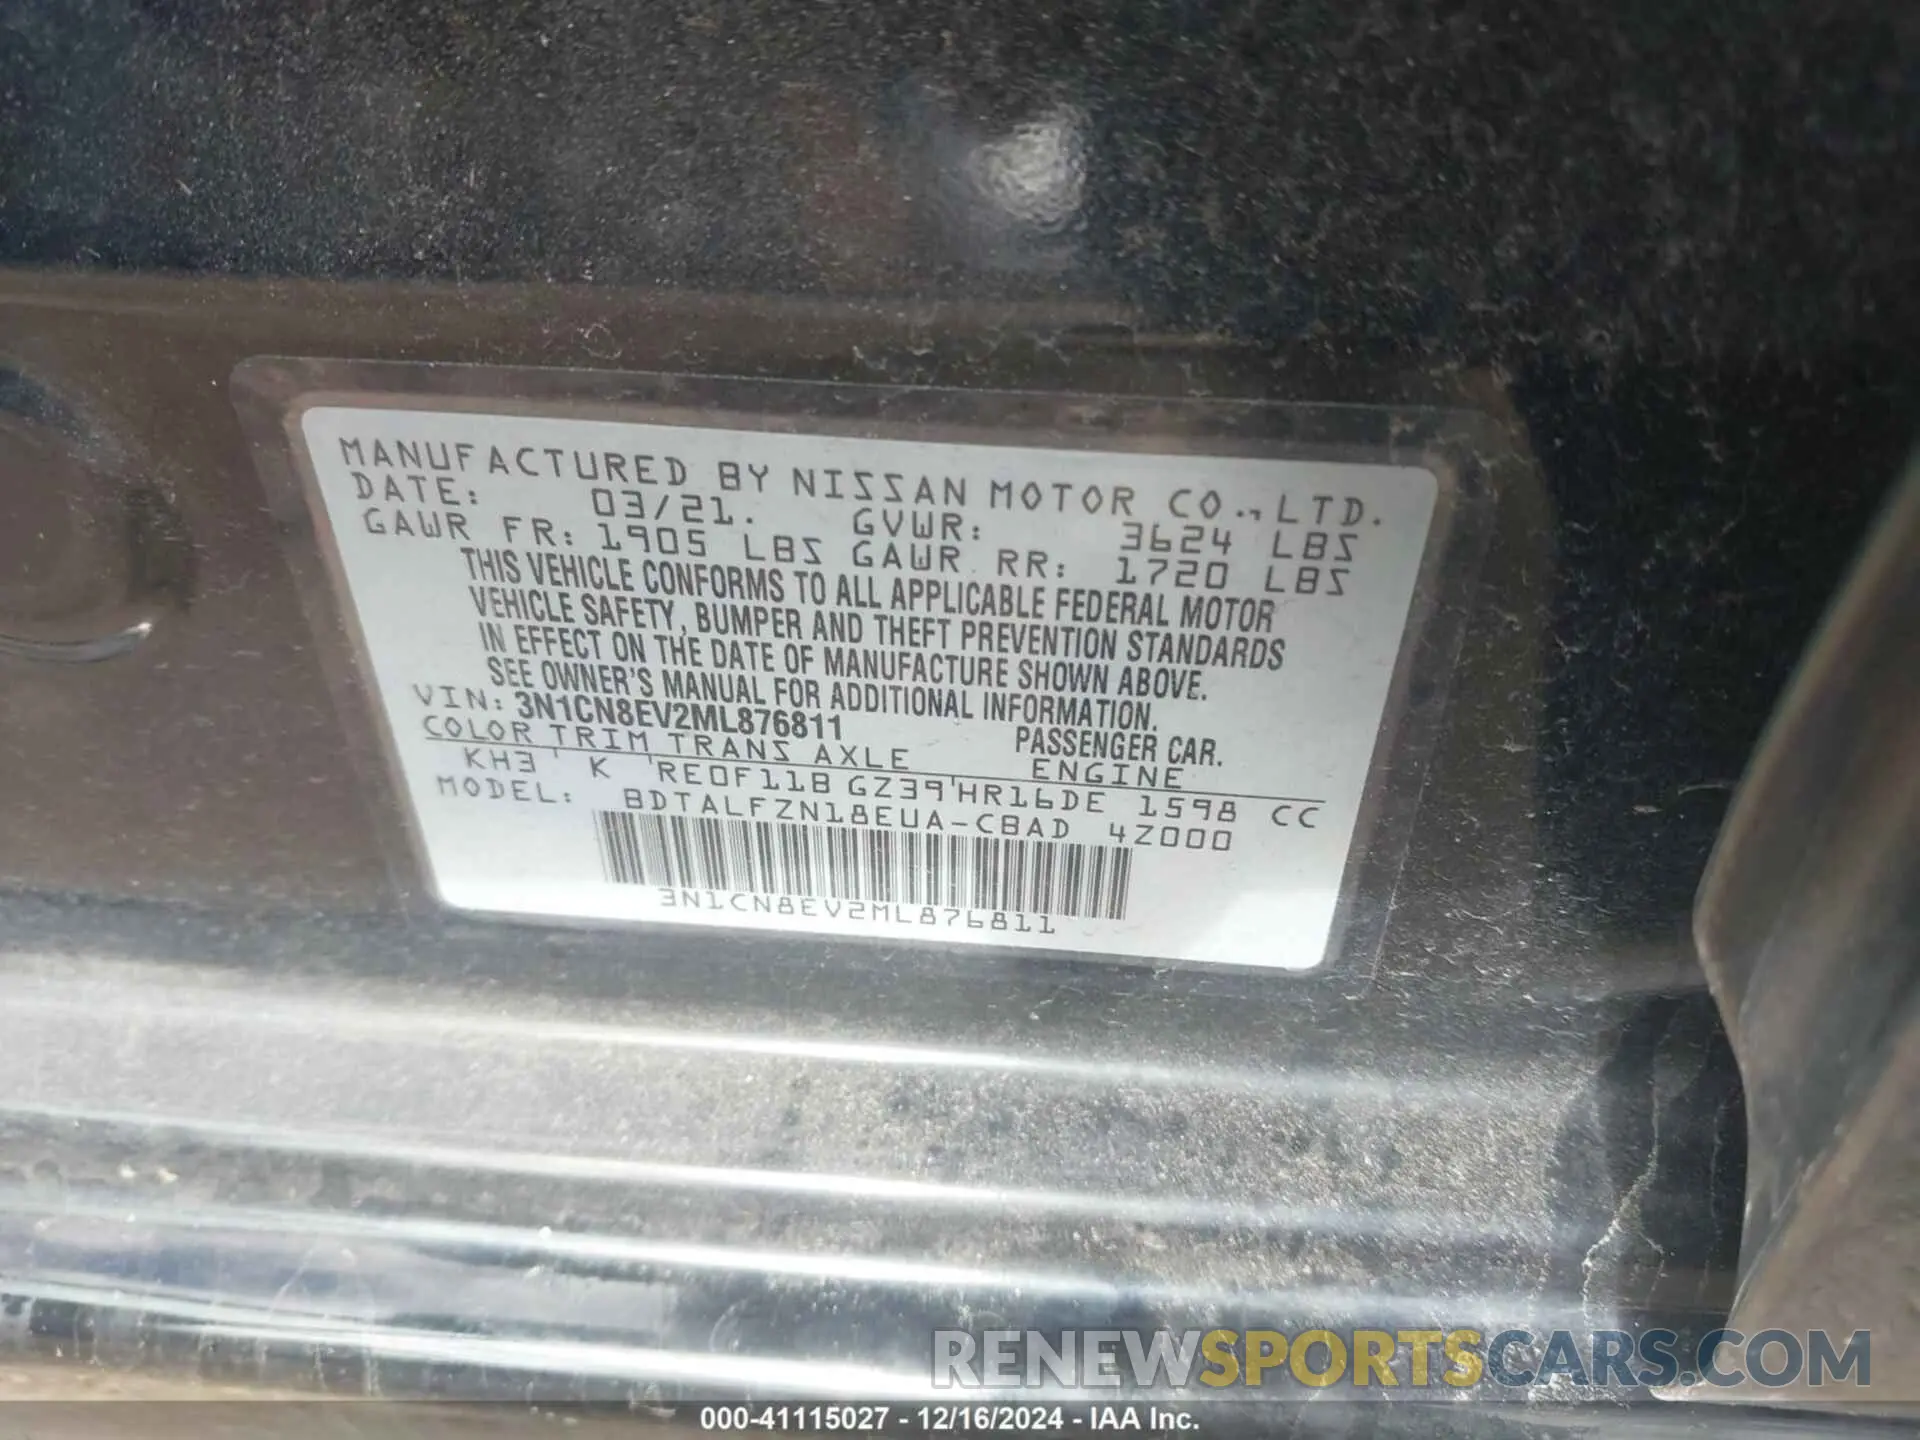 MANUFACTURED BY NISSAN MOTOR CO., LTD.
DATE: 03/21. GVWR: 3624 LBS
GAWR FR: 1905 LBS GAWR RR: 1720 LBS
THIS VEHICLE CONFORMS TO ALL APPLICABLE FEDERAL MOTOR
VEHICLE SAFETY, BUMPER AND THEFT PREVENTION STANDARDS
IN EFFECT ON THE DATE OF MANUFACTURE SHOWN ABOVE.
SEE OWNER'S MANUAL FOR ADDITIONAL INFORMATION.
VIN: 3N1CN8EV2ML876811 PASSENGER CAR.
COLOR TRIM TRANS AXLE ENGINE
KH3 K RE0F11B GZ39 HR16DE 1598 CC
MODEL: BDTALFZN18EUA-CBAD 4Z000
3N1CN8EV2ML876811
RENEWSPORTSCARS.COM
000-41115027 - 12/16/2024 - IAA Inc.